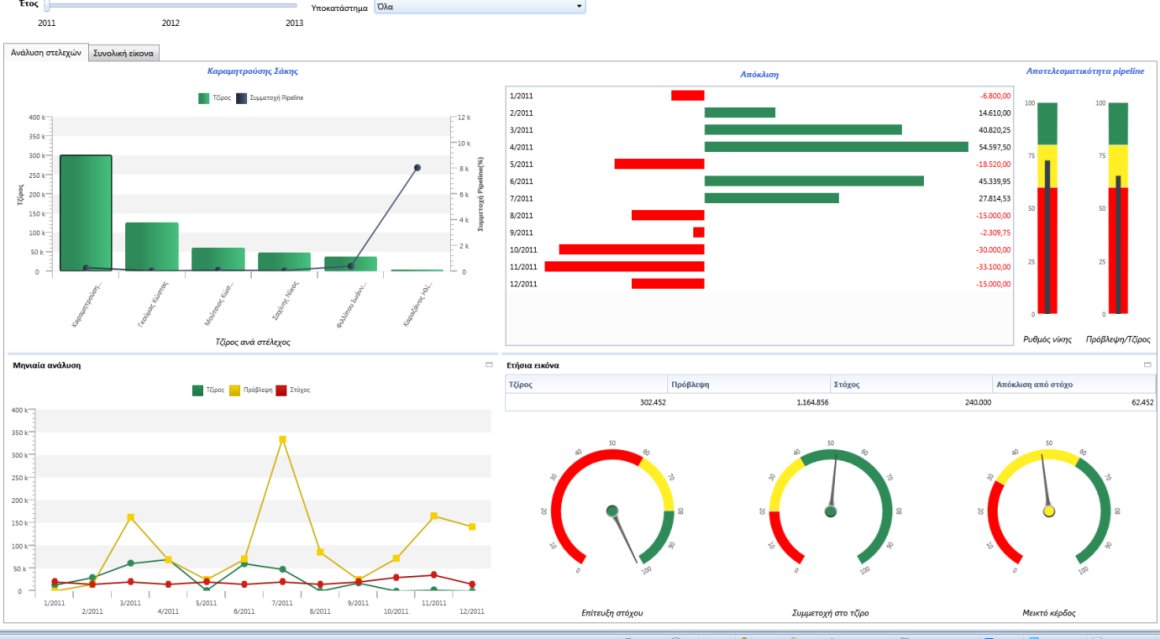 Έτος
Υποκατάστημα Όλα
2011 2012 2013
Ανάλυση στελεχών Συνολική εικονα
Καραμητρούσης Σάκης
Τζίρος Συμμετοχή Pipeline
400 k
350 k
300 k
250 k
200 k
150 k
100 k
50 k
0
Τζίρος
12 k
10 k
8 k
6 k
4 k
2 k
0
Συμμετοχή Pipeline(%)
Καραμητρούση...
Γκούμας Κώστας
Μούτσιος Κώσ...
Σαχίνης Νίκος
Φιλίππου Ιωάνν...
Καραζάνος Ηλί...
Τζίρος ανά στέλεχος
Απόκλιση
1/2011 -6.800,00
2/2011 14.610,00
3/2011 40.820,25
4/2011 54.597,50
5/2011 -18.520,00
6/2011 45.339,95
7/2011 27.814,53
8/2011 -15.000,00
9/2011 -2.309,75
10/2011 -30.000,00
11/2011 -33.100,00
12/2011 -15.000,00
Αποτελεσματικότητα pipeline
100 100
75 75
50 50
25 25
0 0
Ρυθμός νίκης Πρόβλεψη/Τζίρος
Μηνιαία ανάλυση
Τζίρος Πρόβλεψη Στόχος
400 k
350 k
300 k
250 k
200 k
150 k
100 k
50 k
0
1/2011 2/2011 3/2011 4/2011 5/2011 6/2011 7/2011 8/2011 9/2011 10/2011 11/2011 12/2011
Ετήσια εικόνα
Τζίρος Πρόβλεψη Στόχος Απόκλιση από στόχο
302.452 1.164.856 240.000 62.452
0 10 20 30 40 50 60 70 80 90 100
0 10 20 30 40 50 60 70 80 90 100
0 10 20 30 40 50 60 70 80 90 100
Επίτευξη στόχου Συμμετοχή στο τζίρο Μεικτό κέρδος